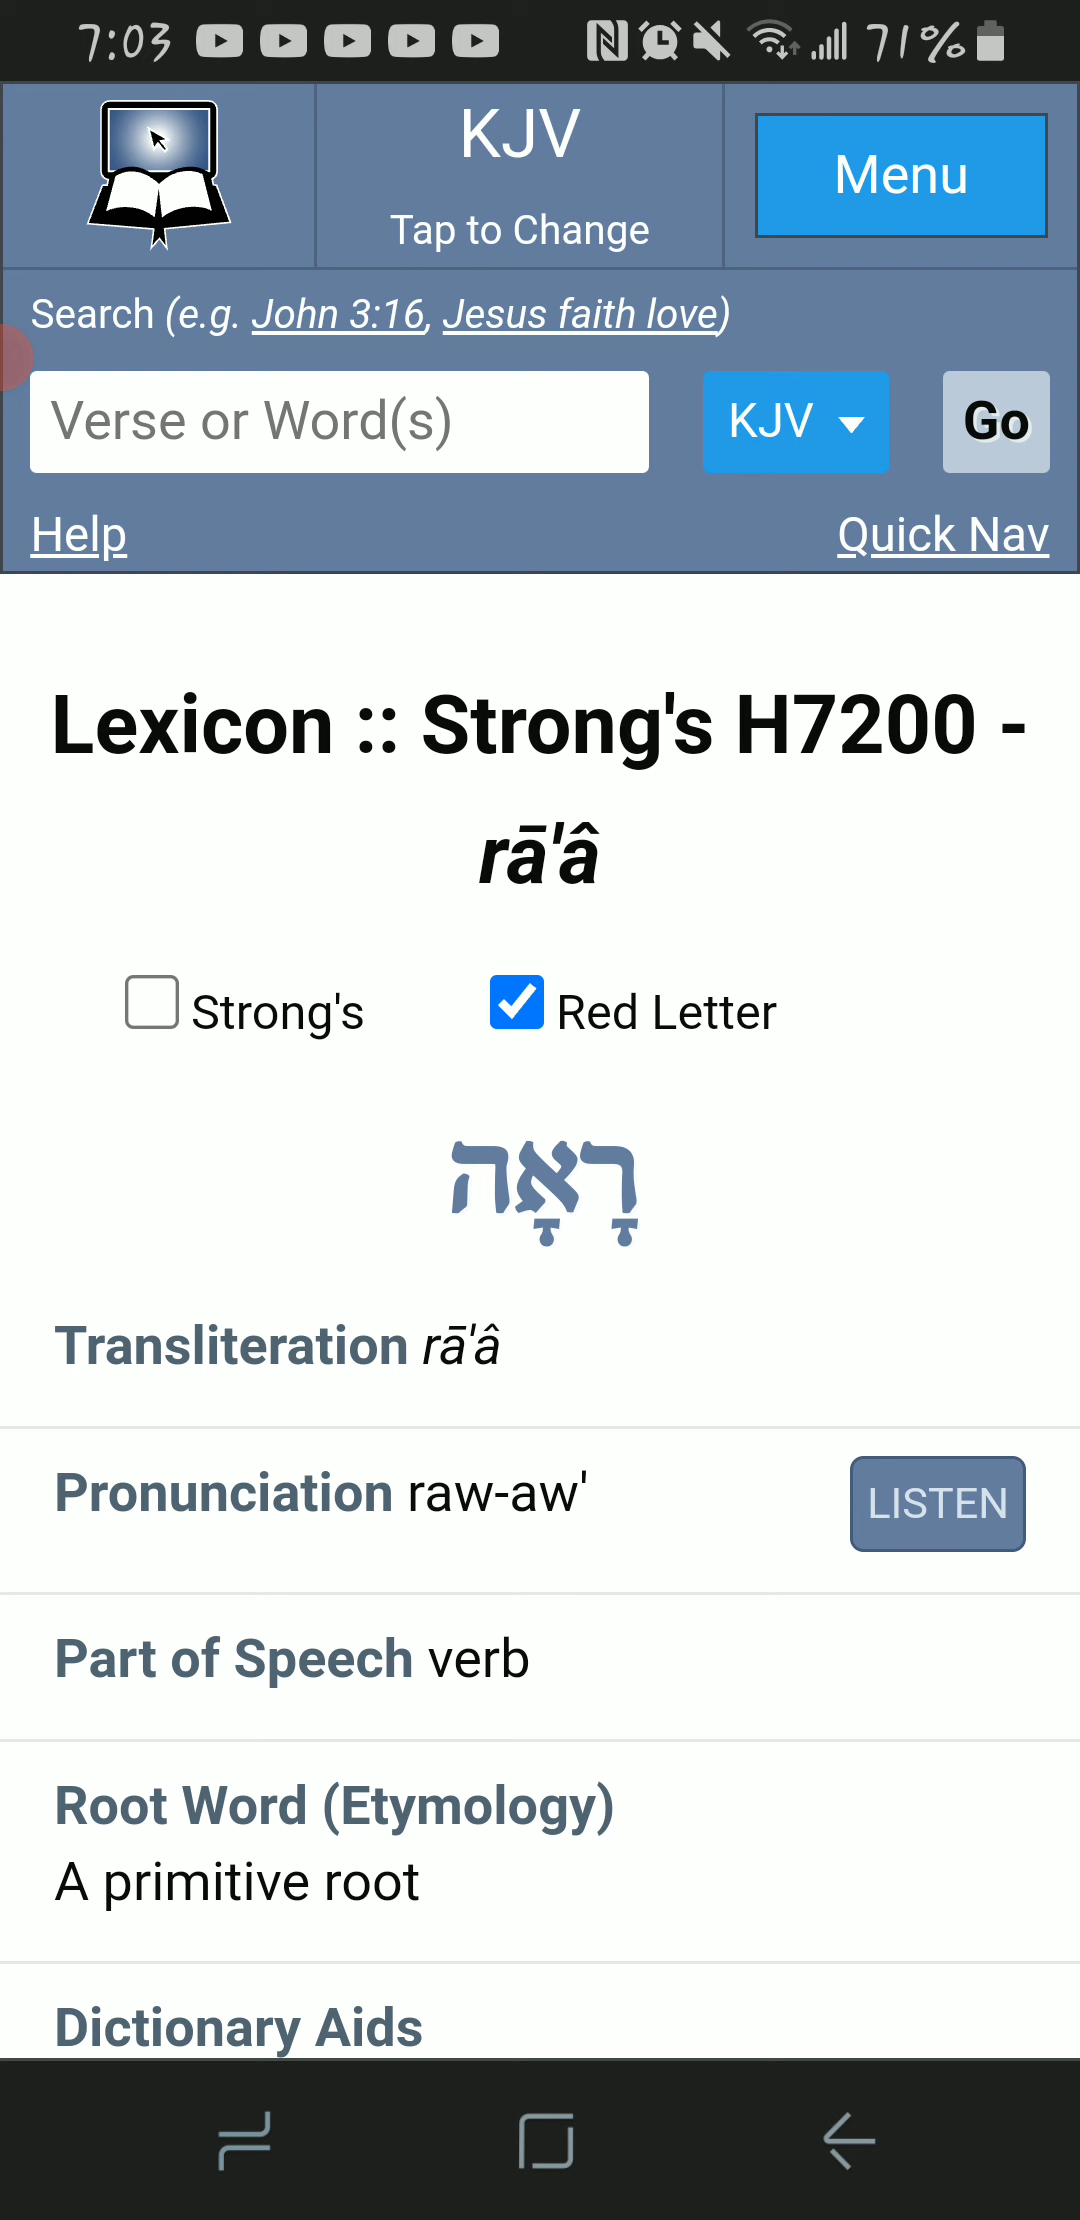 7:03 71%
KJV
Tap to Change
Menu
Search (e.g. John 3:16, Jesus faith love)
Verse or Word(s)
KJV
Go
Help
Quick Nav
Lexicon :: Strong's H7200 -
rā'â
Strong's
Red Letter
רָאָה
Transliteration rā'â
Pronunciation raw-aw'
LISTEN
Part of Speech verb
Root Word (Etymology)
A primitive root
Dictionary Aids